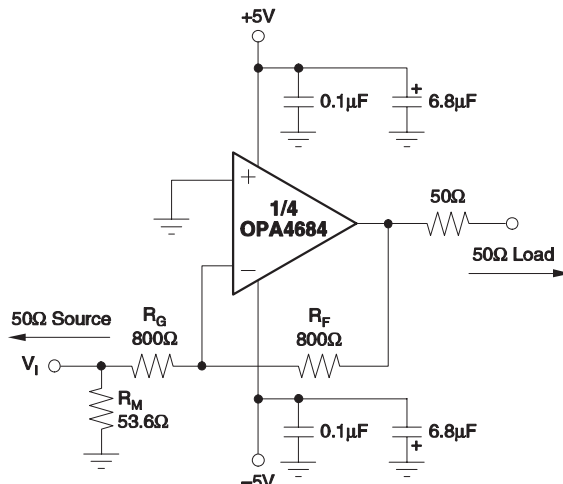 +5V
0.1µF
+
6.8µF
+
1/4
OPA4684
−
50Ω
50Ω Load
50Ω Source
RG
800Ω
RF
800Ω
VI
RM
53.6Ω
0.1µF
6.8µF
+
−5V